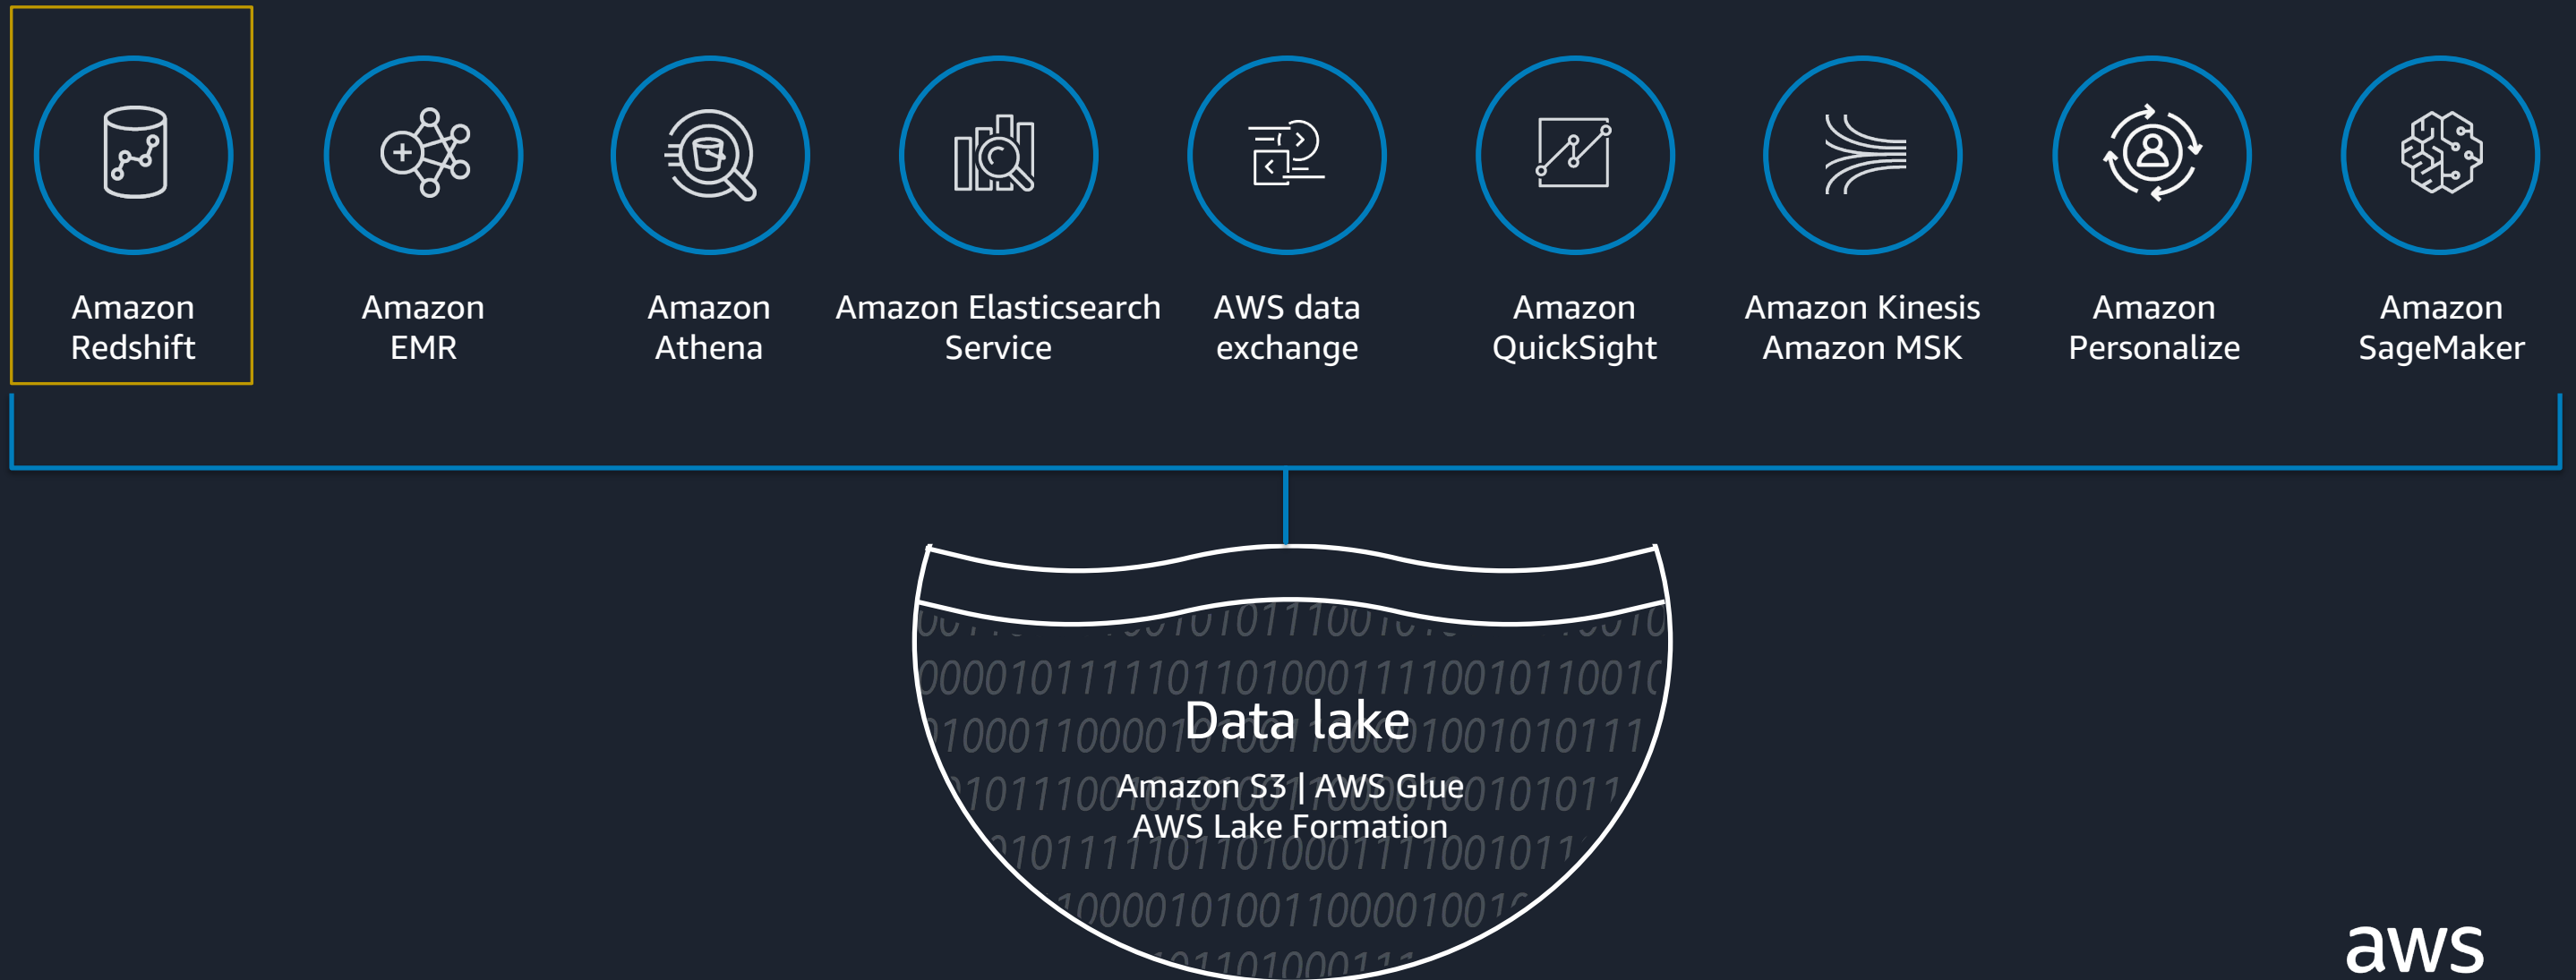 Amazon
Redshift
Amazon
EMR
Amazon
Athena
Amazon Elasticsearch
Service
AWS data
exchange
Amazon
QuickSight
Amazon Kinesis
Amazon MSK
Amazon
Personalize
Amazon
SageMaker
00001011111011010001111001011001
Data lake
Amazon S3 | AWS Glue
AWS Lake Formation
aws